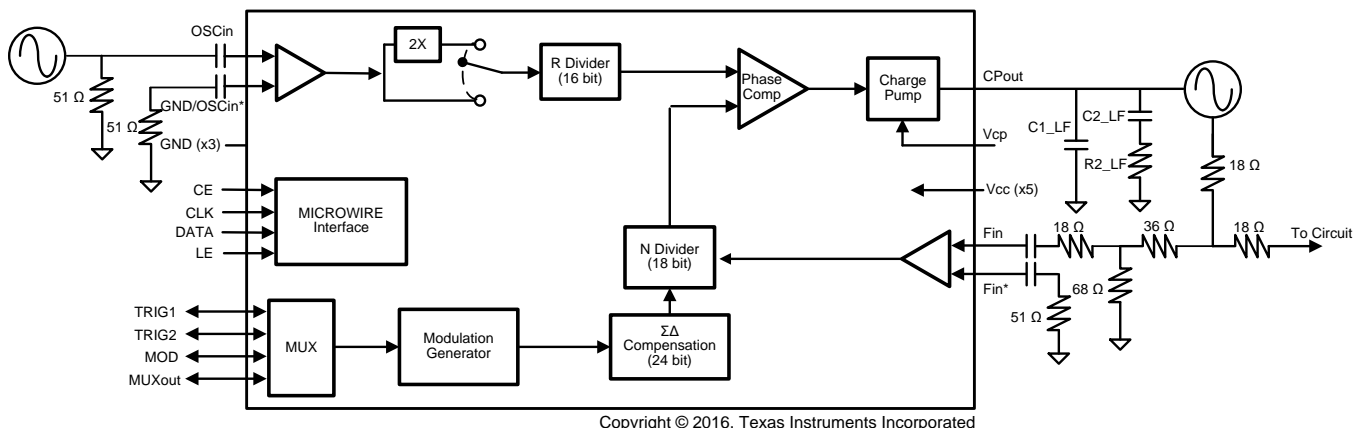 OSCin
51 Ω
GND/OSCin*
51 Ω
GND (x3)
2X
R Divider
(16 bit)
Phase
Comp
Charge
Pump
CPout
Vcp
C1_LF
C2_LF
R2_LF
18 Ω
Vcc (x5)
CE
CLK
DATA
LE
MICROWIRE
Interface
N Divider
(18 bit)
Fin
18 Ω
36 Ω
18 Ω
To Circuit
Fin*
51 Ω
68 Ω
TRIG1
TRIG2
MOD
MUXout
MUX
Modulation
Generator
ΣΔ
Compensation
(24 bit)
Copyright © 2016, Texas Instruments Incorporated